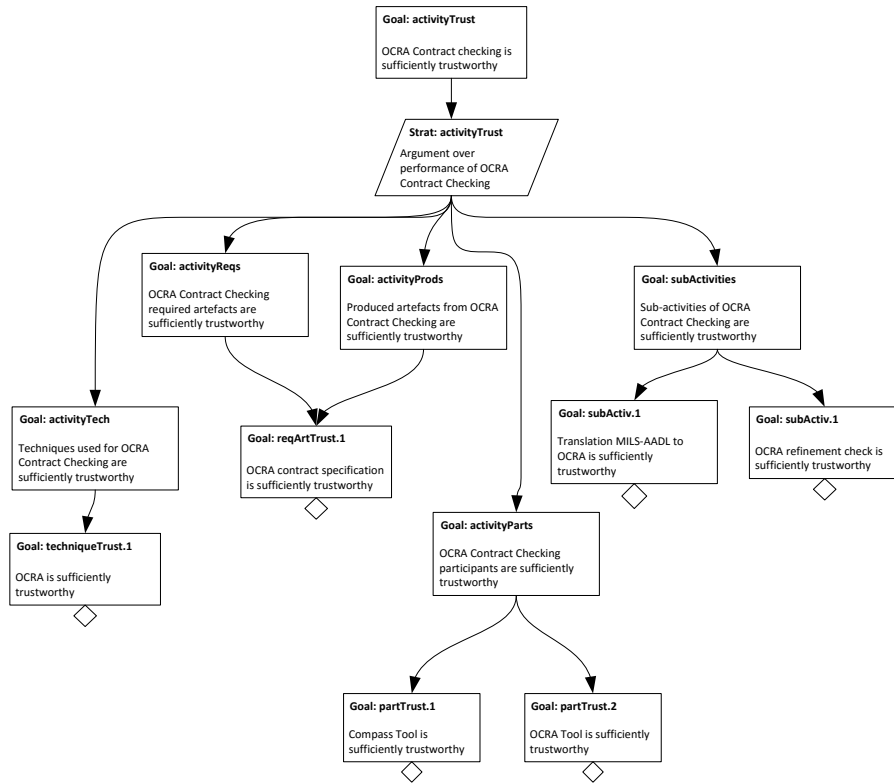 Goal: activityTrust
OCRA Contract checking is
sufficiently trustworthy
Strat: activityTrust
Argument over
performance of OCRA
Contract Checking
Goal: activityReqs
OCRA Contract Checking
required artefacts are
sufficiently trustworthy
Goal: activityProds
Produced artefacts from OCRA
Contract Checking are
sufficiently trustworthy
Goal: subActivities
Sub-activities of OCRA
Contract Checking are
sufficiently trustworthy
Goal: activityTech
Techniques used for OCRA
Contract Checking are
sufficiently trustworthy
Goal: reqArtTrust.1
OCRA contract specification
is sufficiently trustworthy
Goal: subActiv.1
Translation MILS-AADL to
OCRA is sufficiently
trustworthy
Goal: subActiv.1
OCRA refinement check is
sufficiently trustworthy
Goal: techniqueTrust.1
OCRA is sufficiently
trustworthy
Goal: activityParts
OCRA Contract Checking
participants are sufficiently
trustworthy
Goal: partTrust.1
Compass Tool is
sufficiently trustworthy
Goal: partTrust.2
OCRA Tool is sufficiently
trustworthy